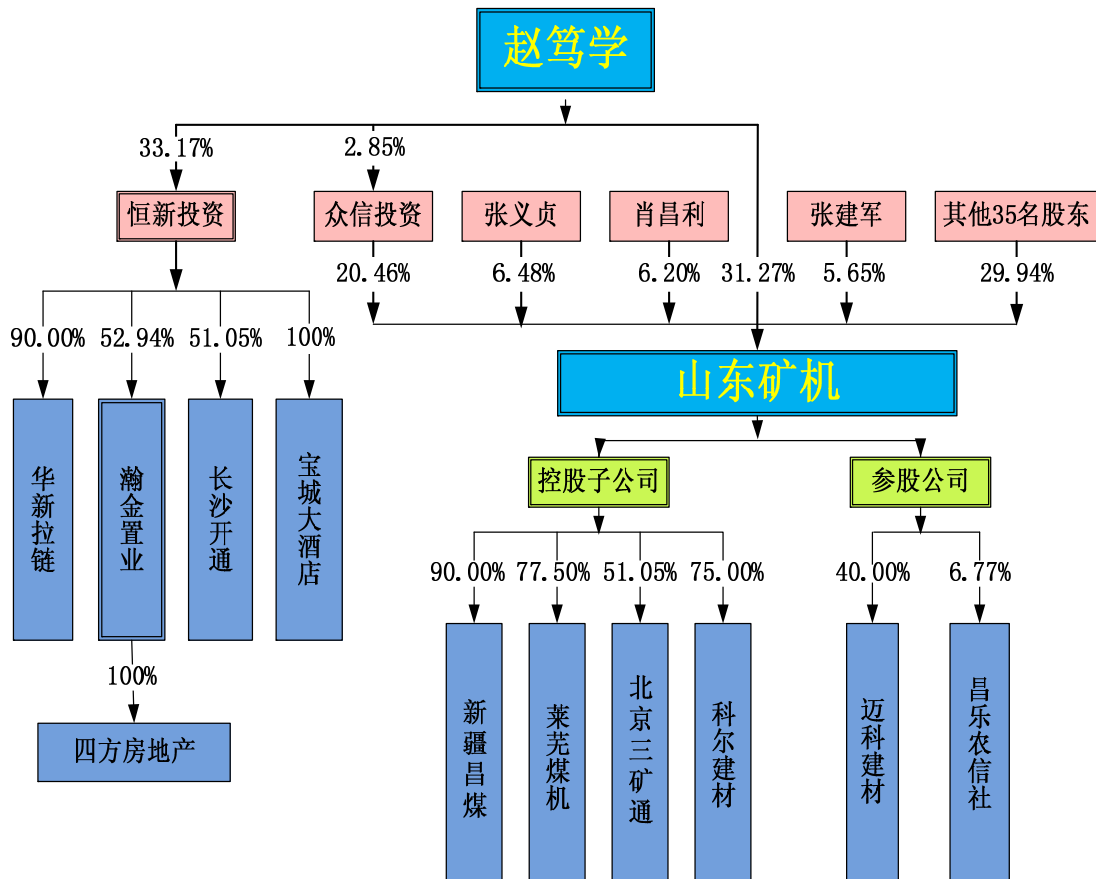 赵笃学
33.17%
2.85%
恒新投资
众信投资
张义贞
肖昌利
张建军
其他35名股东
20.46%
6.48%
6.20%
31.27%
5.65%
29.94%
90.00%
52.94%
51.05%
100%
山东矿机
华新拉链
瀚金置业
长沙开通
宝城大酒店
控股子公司
参股公司
90.00%
77.50%
51.05%
75.00%
40.00%
6.77%
100%
四方房地产
新疆昌煤
莱芜煤机
北京三矿通
科尔建材
迈科建材
昌乐农信社